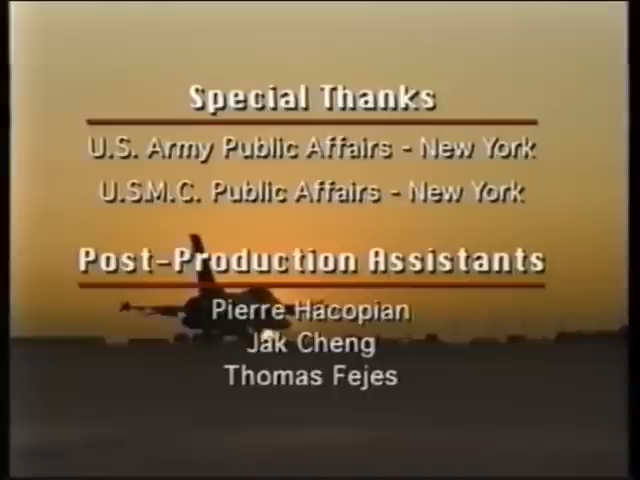 Special Thanks
U.S. Army Public Affairs - New York
U.S.M.C. Public Affairs - New York
Post-Production Assistants
Pierre Hacopian
Jak Cheng
Thomas Fejes